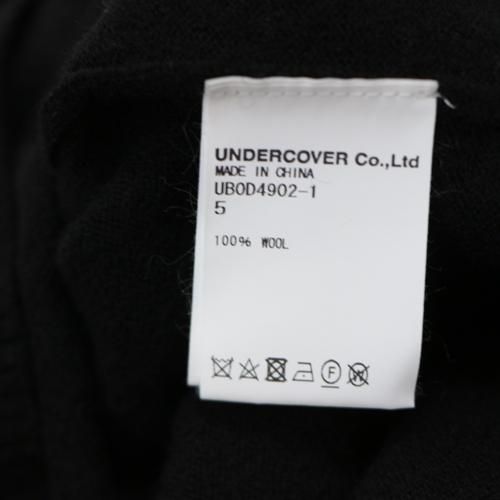 UNDERCOVER Co.,Ltd
MADE IN CHINA
UB0D4902-1
5
100% WOOL
F W